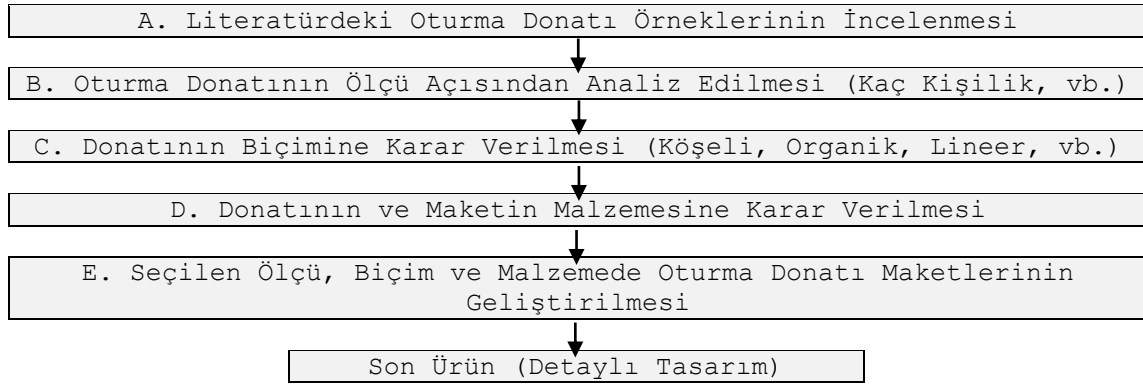 A. Literatürdeki Oturma Donatı Örneklerinin İncelenmesi
B. Oturma Donatının Ölçü Açısından Analiz Edilmesi (Kaç Kişilik, vb.)
C. Donatının Biçimine Karar Verilmesi (Köşeli, Organik, Lineer, vb.)
D. Donatının ve Maketin Malzemesine Karar Verilmesi
E. Seçilen Ölçü, Biçim ve Malzemede Oturma Donatı Maketlerinin
Geliştirilmesi
Son Ürün (Detaylı Tasarım)